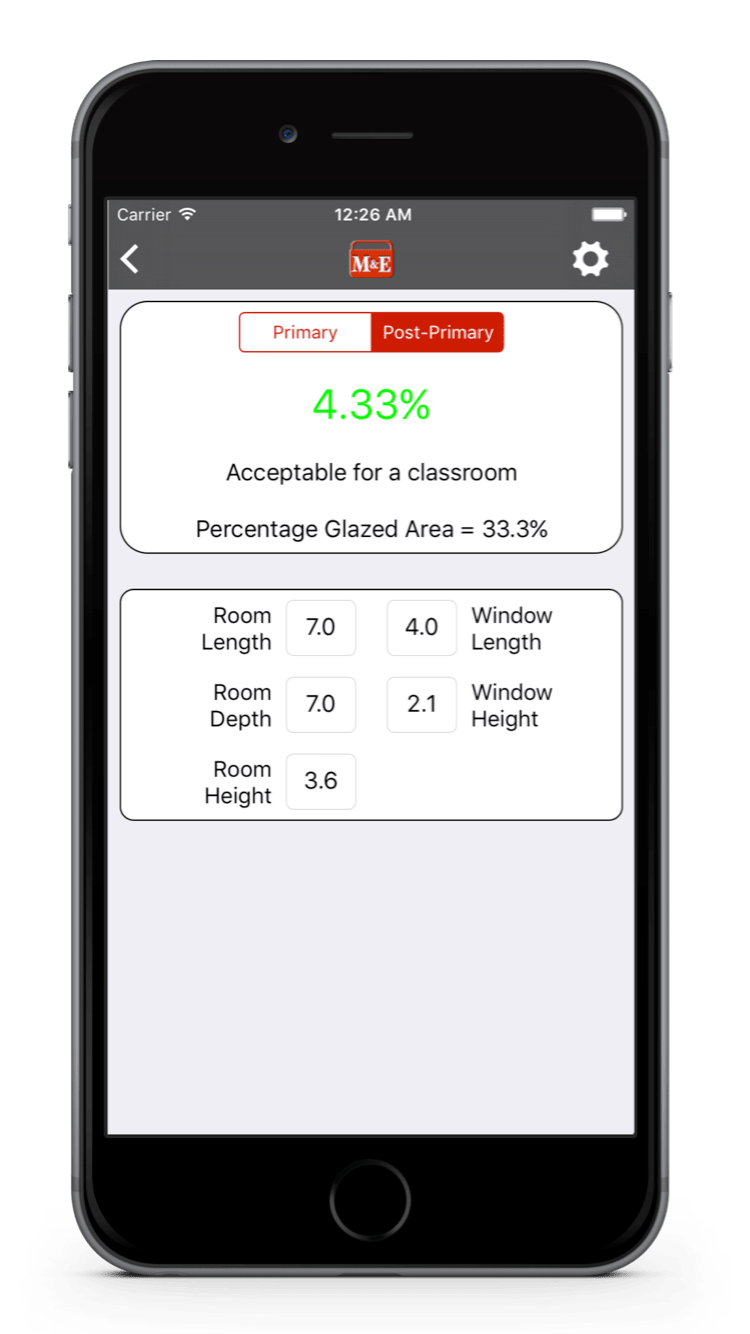 Carrier 12:26 AM
M&E
Primary Post-Primary
4.33%
Acceptable for a classroom
Percentage Glazed Area = 33.3%
Room Length 7.0 4.0 Window Length
Room Depth 7.0 2.1 Window Height
Room Height 3.6